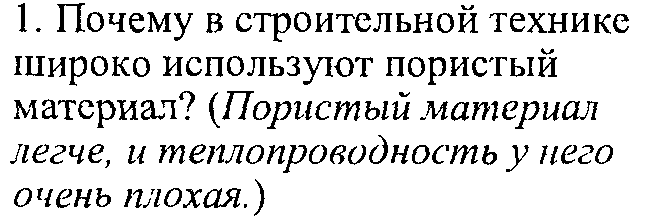 1. Почему в строительной технике
широко используют пористый
материал? (Пористый материал
легче, и теплопроводность у него
очень плохая.)